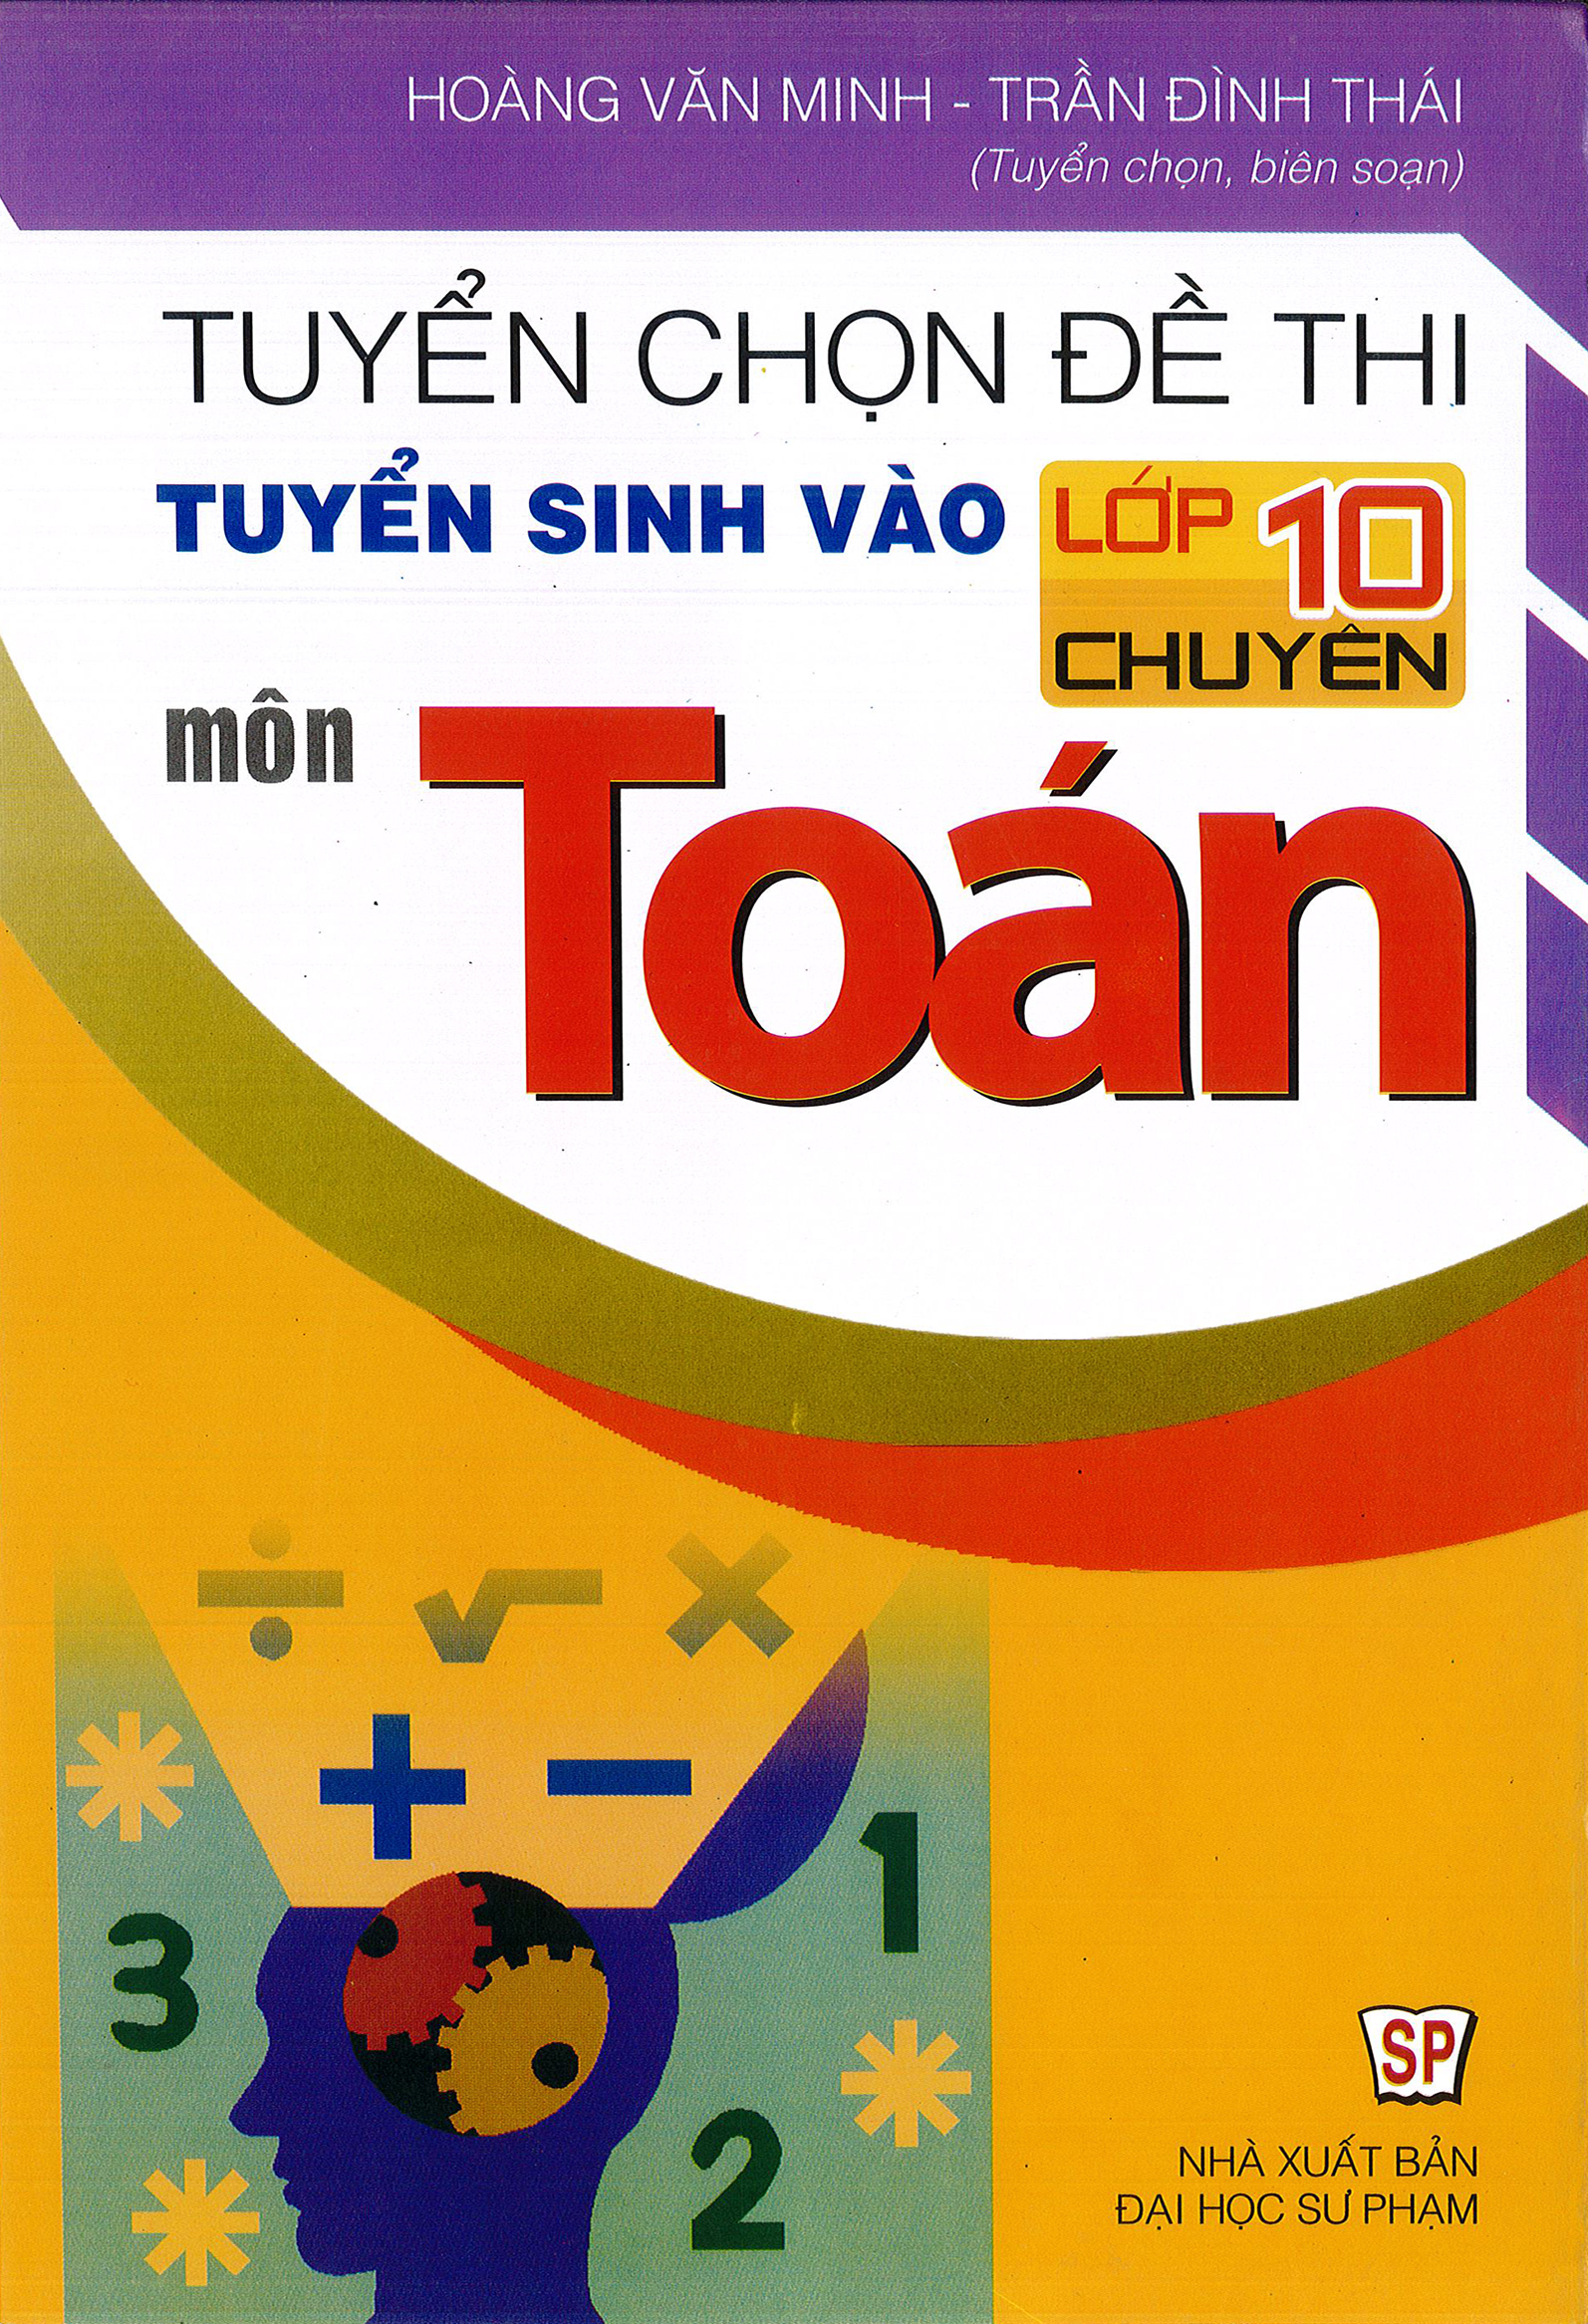 HOÀNG VĂN MINH - TRẦN ĐÌNH THÁI
(Tuyển chọn, biên soạn)
TUYỂN CHỌN ĐỀ THI
TUYỂN SINH VÀO LỚP 10
CHUYÊN
môn Toán
÷ √ ×
+ −
1
3
2
SP
NHÀ XUẤT BẢN
ĐẠI HỌC SƯ PHẠM